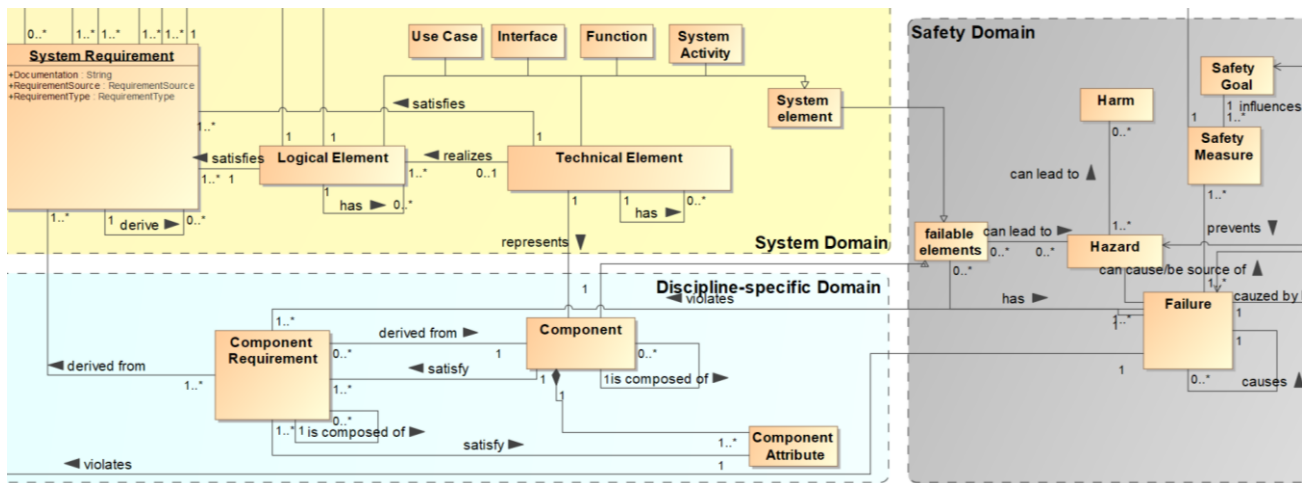 0..*
1..*
1..*
1..*
1..*
1
System Requirement
+Documentation : String
+RequirementSource : RequirementSource
+RequirementType : RequirementType
Use Case
Interface
Function
System
Activity
System
element
satisfies
1..*
1
1
1
satisfies
1..*
1
Logical Element
realizes
1..*
0..1
Technical Element
1
has
0..*
1
has
0..*
1..*
1
derive
0..*
1
represents
1
System Domain
Safety Domain
Safety
Goal
1
influences
1..*
Harm
0..*
1
Safety
Measure
1..*
can lead to
1..*
prevents
failable
elements
can lead to
0..*
0..*
0..*
Hazard
can cause/be source of
1..*
has
1..*
Failure
cauzed by
1
1
1
0..*
causes
Discipline-specific Domain
violates
1..*
Component
Requirement
derived from
0..*
1
Component
0..*
1
is composed of
satisfy
1..*
1
1
derived from
1..*
0..*
1..*
1
is composed of
satisfy
1..*
1
Component
Attribute
violates